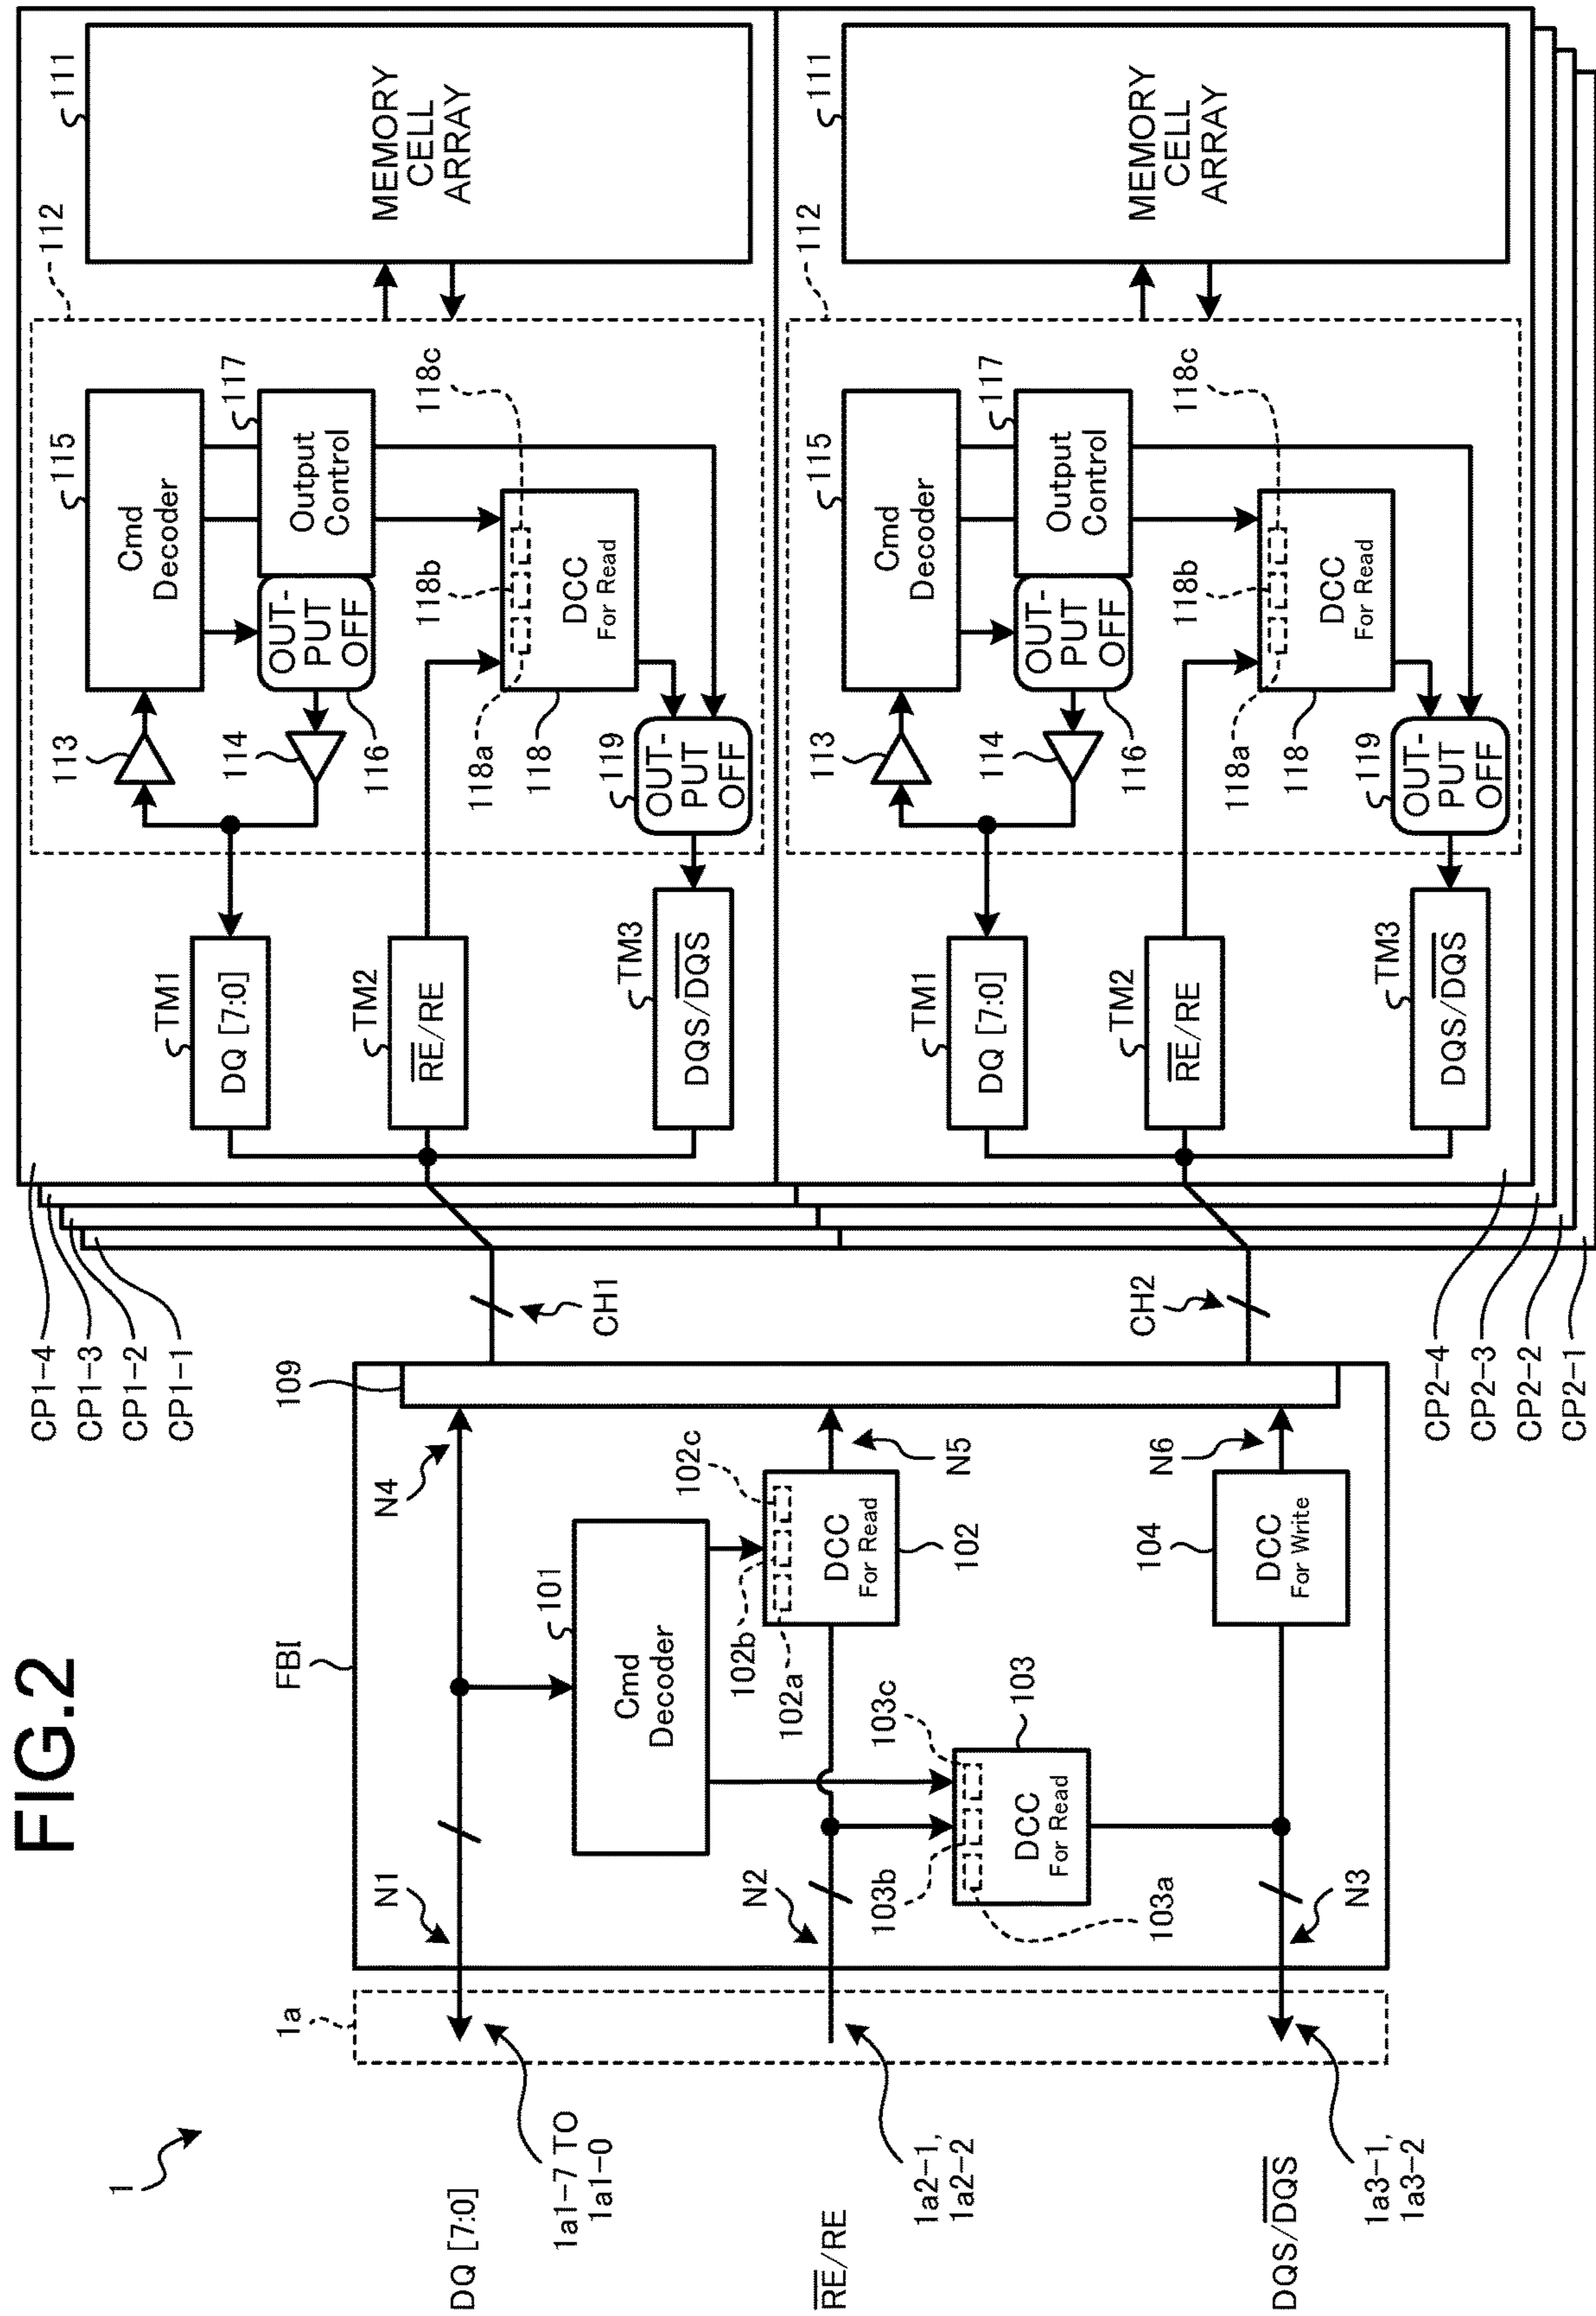 FIG.2
1
DQ [7:0]
1a1-7 TO
1a1-0
R̅E̅/RE
1a2-1,
1a2-2
DQS/D̅Q̅S̅
1a3-1,
1a3-2
1a
FBI
N1
N2
N3
101
Cmd
Decoder
103b
103c
103
DCC
For Read
103a
102b
102a
102c
DCC
For Read
102
104
DCC
For Write
N4
N5
N6
109
CH1
CH2
CP1-4
CP1-3
CP1-2
CP1-1
CP2-4
CP2-3
CP2-2
CP2-1
TM1
DQ [7:0]
TM2
R̅E̅/RE
TM3
DQS/D̅Q̅S̅
112
113
114
115
Cmd
Decoder
116
OUT-
PUT
OFF
117
Output
Control
118a
118b
118c
118
DCC
For Read
119
OUT-
PUT
OFF
111
MEMORY
CELL
ARRAY
TM1
DQ [7:0]
TM2
R̅E̅/RE
TM3
DQS/D̅Q̅S̅
112
113
114
115
Cmd
Decoder
116
OUT-
PUT
OFF
117
Output
Control
118a
118b
118c
118
DCC
For Read
119
OUT-
PUT
OFF
111
MEMORY
CELL
ARRAY